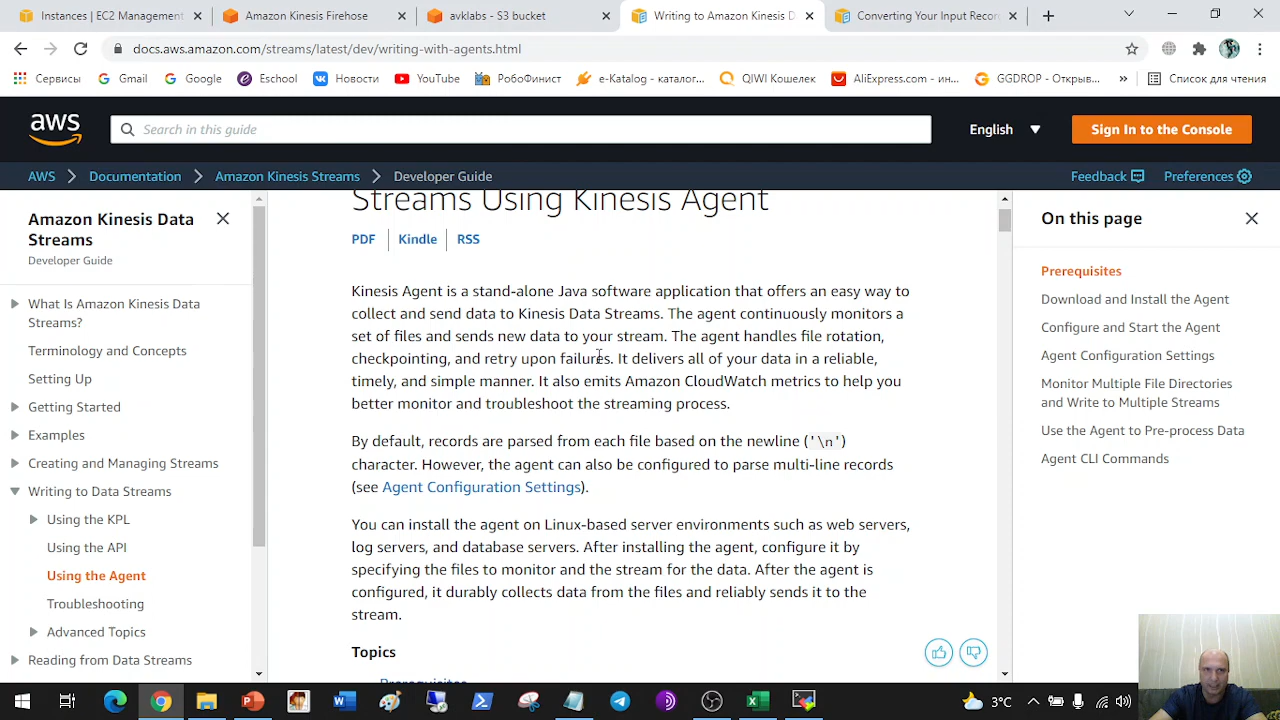 Instances | EC2 Management
Amazon Kinesis Firehose
avklabs - S3 bucket
Writing to Amazon Kinesis D
Converting Your Input Recor
docs.aws.amazon.com/streams/latest/dev/writing-with-agents.html
Сервисы
Gmail
Google
Eschool
Новости
YouTube
РобоФинист
e-Katalog - каталог...
QIWI Кошелек
AliExpress.com - ин...
GGDROP - Открыв...
»
Список для чтения
aws
Search in this guide
English
Sign In to the Console
AWS
Documentation
Amazon Kinesis Streams
Developer Guide
Feedback
Preferences
Amazon Kinesis Data
Streams
Developer Guide
What Is Amazon Kinesis Data
Streams?
Terminology and Concepts
Setting Up
Getting Started
Examples
Creating and Managing Streams
Writing to Data Streams
Using the KPL
Using the API
Using the Agent
Troubleshooting
Advanced Topics
Reading from Data Streams
Streams Using Kinesis Agent
PDF
Kindle
RSS
Kinesis Agent is a stand-alone Java software application that offers an easy way to
collect and send data to Kinesis Data Streams. The agent continuously monitors a
set of files and sends new data to your stream. The agent handles file rotation,
checkpointing, and retry upon failures. It delivers all of your data in a reliable,
timely, and simple manner. It also emits Amazon CloudWatch metrics to help you
better monitor and troubleshoot the streaming process.
By default, records are parsed from each file based on the newline ('\n')
character. However, the agent can also be configured to parse multi-line records
(see Agent Configuration Settings).
You can install the agent on Linux-based server environments such as web servers,
log servers, and database servers. After installing the agent, configure it by
specifying the files to monitor and the stream for the data. After the agent is
configured, it durably collects data from the files and reliably sends it to the
stream.
Topics
Prerequisites
On this page
Prerequisites
Download and Install the Agent
Configure and Start the Agent
Agent Configuration Settings
Monitor Multiple File Directories
and Write to Multiple Streams
Use the Agent to Pre-process Data
Agent CLI Commands
3°C